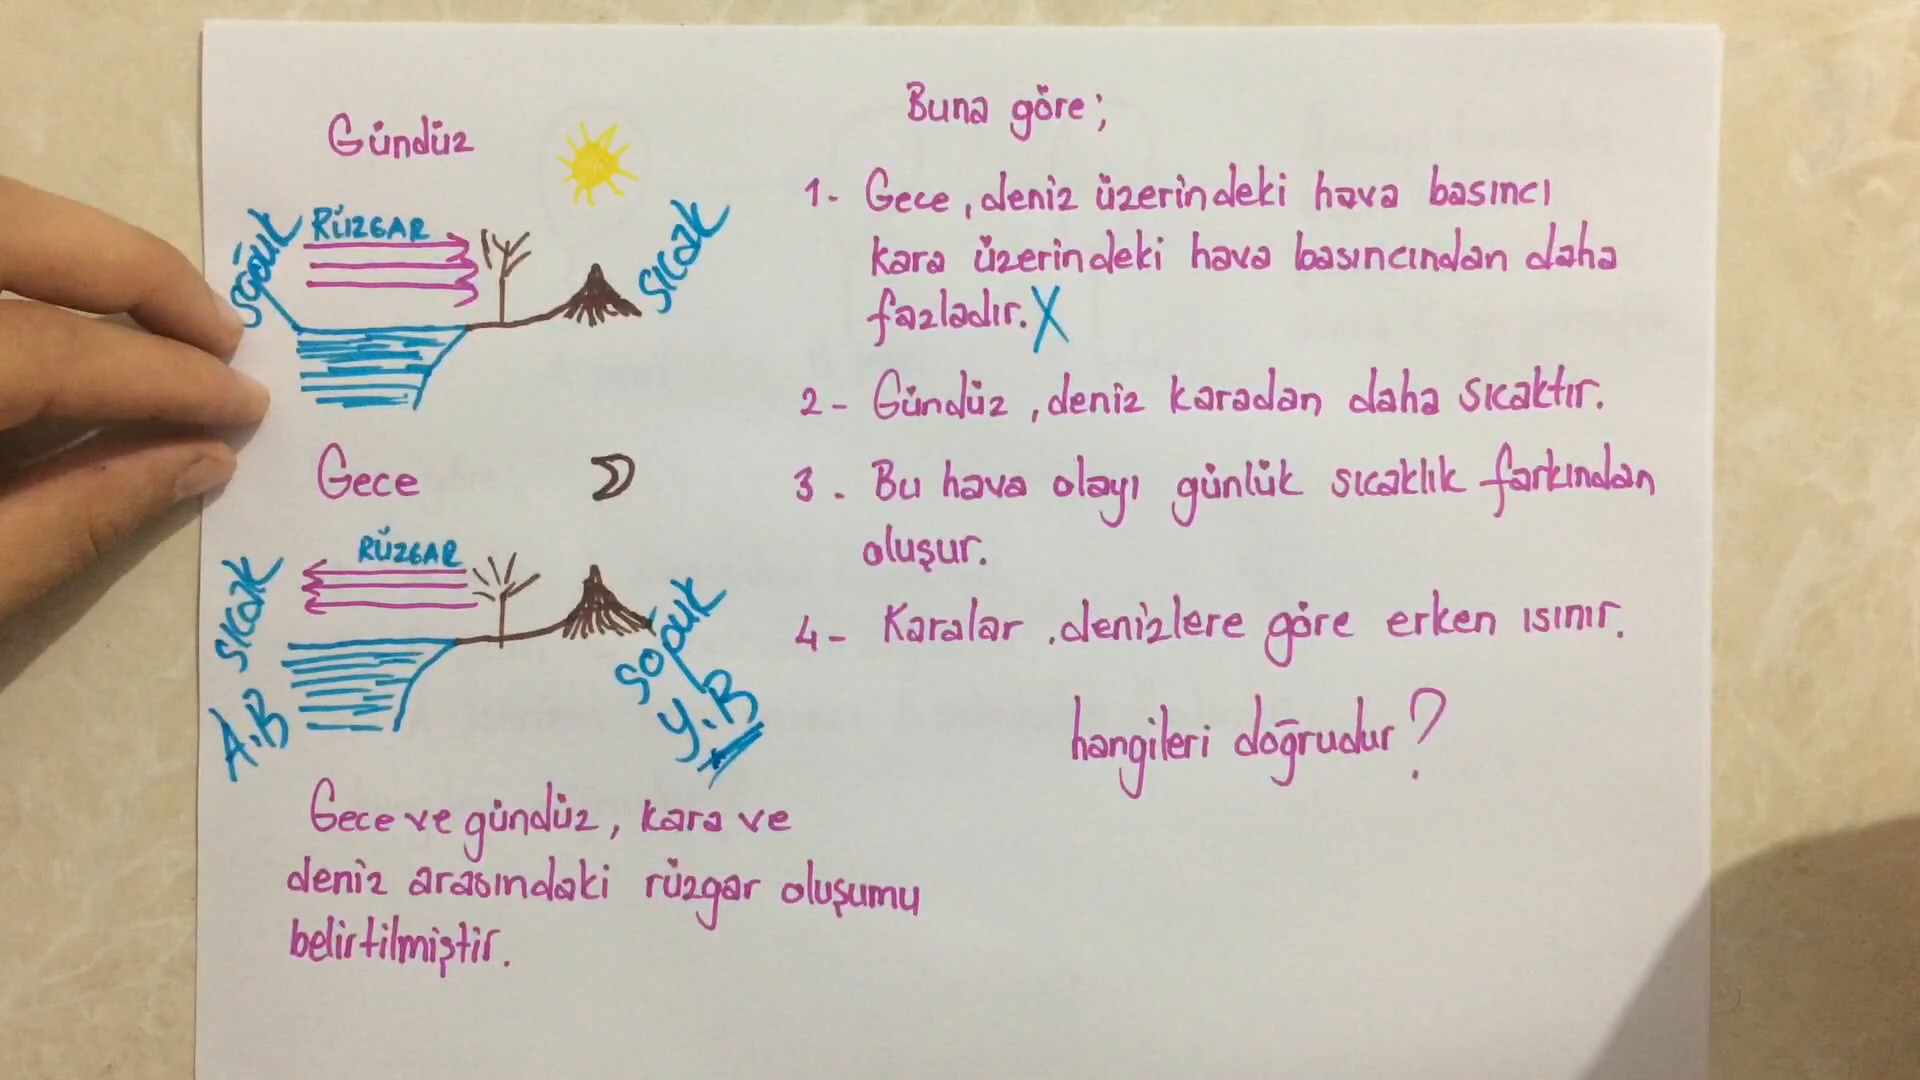 Gündüz
soğuk
RÜZGAR
sıcak
Gece
RÜZGAR
sıcak
A.B
soğuk
Y.B
Gece ve gündüz, kara ve
deniz arasındaki rüzgar oluşumu
belirtilmiştir.
Buna göre;
1- Gece, deniz üzerindeki hava basıncı
kara üzerindeki hava basıncından daha
fazladır. X
2- Gündüz, deniz karadan daha sıcaktır.
3. Bu hava olayı günlük sıcaklık farkından
oluşur.
4- Karalar, denizlere göre erken ısınır.
hangileri doğrudur?